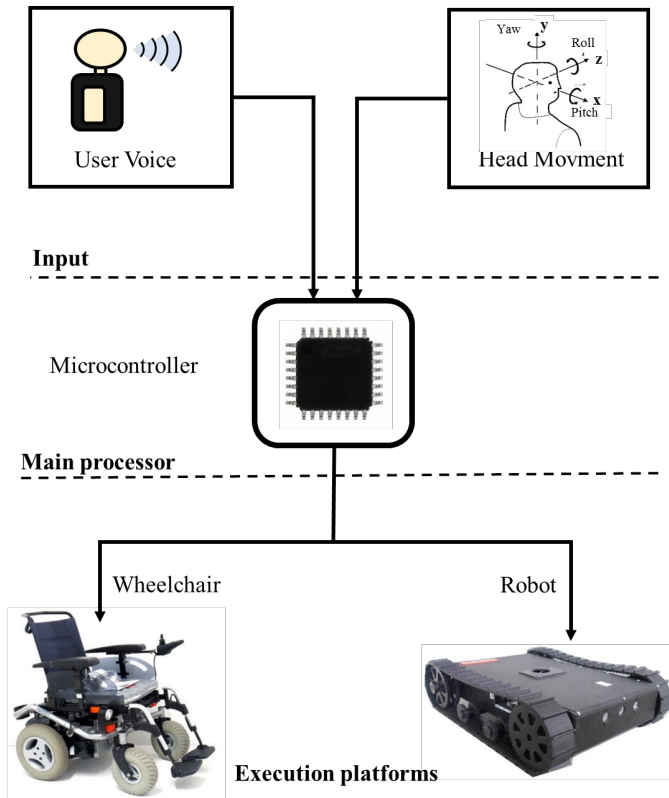 Yaw
y
Roll
z
x
Pitch
User Voice
Head Movment
Input
Microcontroller
Main processor
Wheelchair
Robot
Execution platforms